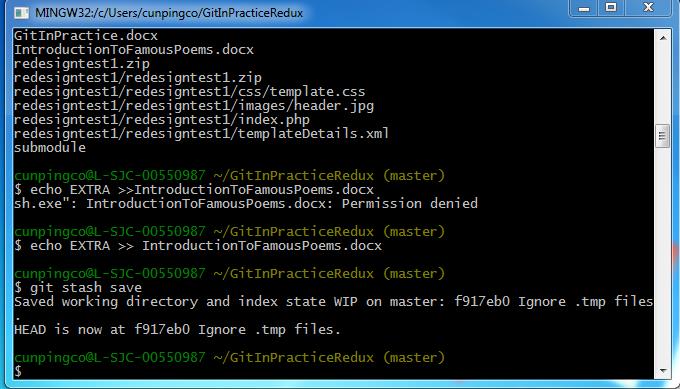 MINGW32:/c/Users/cunpingco/GitInPracticeRedux
GitInPractice.docx
IntroductionToFamousPoems.docx
redesigntest1.zip
redesigntest1/redesigntest1.zip
redesigntest1/redesigntest1/css/template.css
redesigntest1/redesigntest1/images/header.jpg
redesigntest1/redesigntest1/index.php
redesigntest1/redesigntest1/templateDetails.xml
submodule
cunpingco@L-SJC-00550987 ~/GitInPracticeRedux (master)
$ echo EXTRA >>IntroductionToFamousPoems.docx
sh.exe": IntroductionToFamousPoems.docx: Permission denied
cunpingco@L-SJC-00550987 ~/GitInPracticeRedux (master)
$ echo EXTRA >> IntroductionToFamousPoems.docx
cunpingco@L-SJC-00550987 ~/GitInPracticeRedux (master)
$ git stash save
Saved working directory and index state WIP on master: f917eb0 Ignore .tmp files
.
HEAD is now at f917eb0 Ignore .tmp files.
cunpingco@L-SJC-00550987 ~/GitInPracticeRedux (master)
$